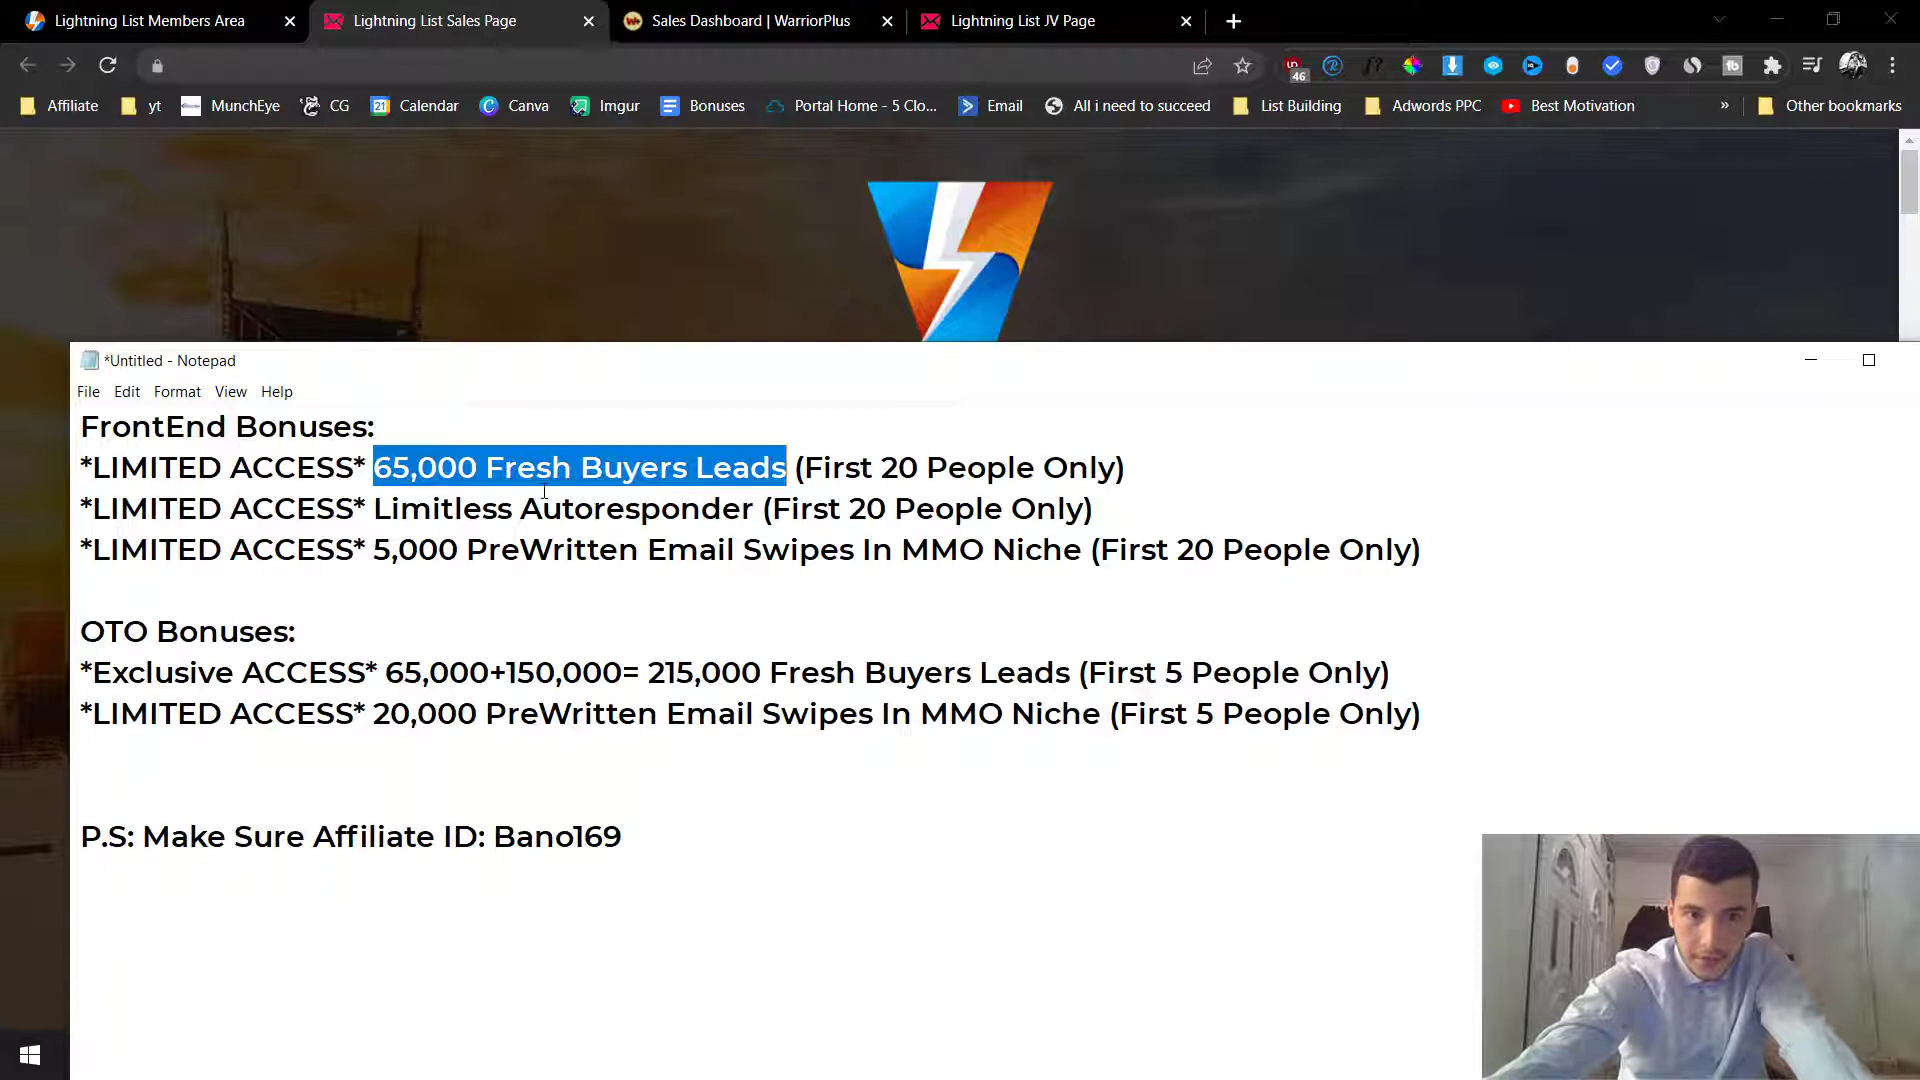 Lightning List Members Area
Lightning List Sales Page
Sales Dashboard | WarriorPlus
Lightning List JV Page
46
Affiliate
yt
MunchEye
CG
21
Calendar
Canva
Imgur
Bonuses
Portal Home - 5 Clo...
Email
All i need to succeed
List Building
Adwords PPC
Best Motivation
»
Other bookmarks
*Untitled - Notepad
File Edit Format View Help
FrontEnd Bonuses:
*LIMITED ACCESS* 65,000 Fresh Buyers Leads (First 20 People Only)
*LIMITED ACCESS* Limitless Autoresponder (First 20 People Only)
*LIMITED ACCESS* 5,000 PreWritten Email Swipes In MMO Niche (First 20 People Only)
OTO Bonuses:
*Exclusive ACCESS* 65,000+150,000= 215,000 Fresh Buyers Leads (First 5 People Only)
*LIMITED ACCESS* 20,000 PreWritten Email Swipes In MMO Niche (First 5 People Only)
P.S: Make Sure Affiliate ID: Bano169